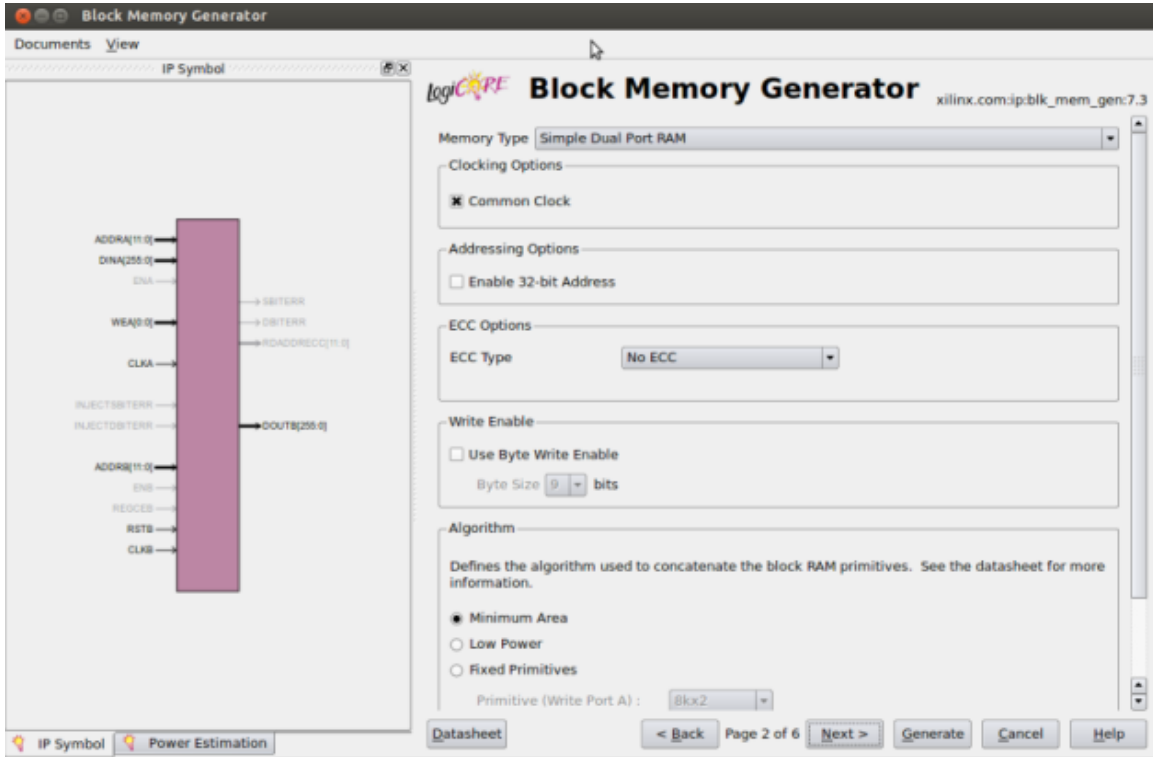 Block Memory Generator
Documents View
IP Symbol
ADDRA[11:0]
DINA[255:0]
ENA
SBITERR
WEA[0:0]
DBITERR
RDADDRECC[11:0]
CLKA
INJECTSBITERR
INJECTDBITERR
DOUTB[255:0]
ADDRB[11:0]
ENB
REGCEB
RSTB
CLKB
IP Symbol
Power Estimation
logiCORE
Block Memory Generator
xilinx.com:ip:blk_mem_gen:7.3
Memory Type Simple Dual Port RAM
Clocking Options
Common Clock
Addressing Options
Enable 32-bit Address
ECC Options
ECC Type No ECC
Write Enable
Use Byte Write Enable
Byte Size 9 bits
Algorithm
Defines the algorithm used to concatenate the block RAM primitives. See the datasheet for more
information.
Minimum Area
Low Power
Fixed Primitives
Primitive (Write Port A) : 8kx2
Datasheet < Back Page 2 of 6 Next > Generate Cancel Help